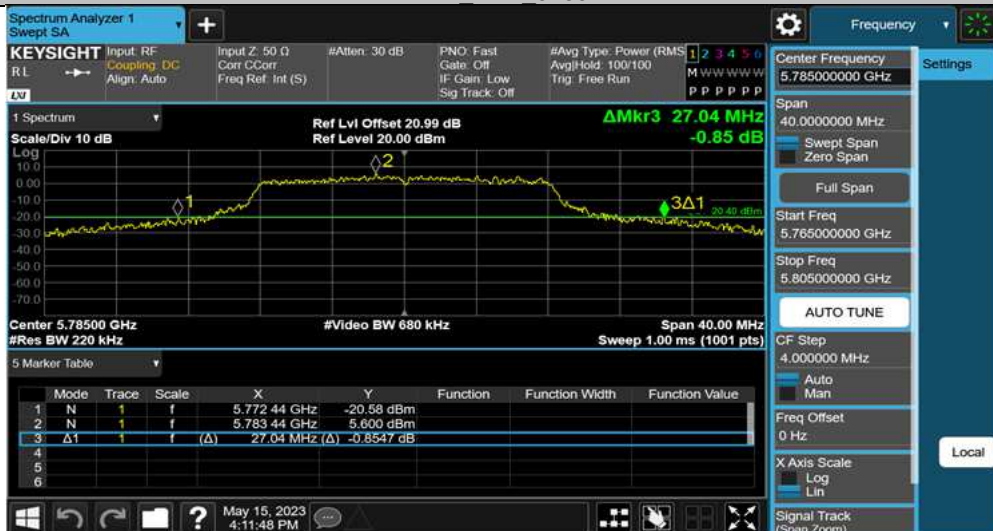 Spectrum Analyzer 1
Swept SA
Frequency
KEYSIGHT
RL
LXI
Input: RF
Coupling: DC
Align: Auto
Input Z: 50 Ω
Corr CCorr
Freq Ref: Int (S)
#Atten: 30 dB
PNO: Fast
Gate: Off
IF Gain: Low
Sig Track: Off
#Avg Type: Power (RMS
Avg|Hold: 100/100
Trig: Free Run
1 2 3 4 5 6
M W W W W W
P P P P P P
1 Spectrum
Scale/Div 10 dB
Ref Lvl Offset 20.99 dB
Ref Level 20.00 dBm
ΔMkr3 27.04 MHz
-0.85 dB
Log
10.0
0.00
-10.0
-20.0
-30.0
-40.0
-50.0
-60.0
-70.0
1
2
3Δ1
Center 5.78500 GHz
#Res BW 220 kHz
#Video BW 680 kHz
Span 40.00 MHz
Sweep 1.00 ms (1001 pts)
5 Marker Table
Mode Trace Scale X Y Function Function Width Function Value
1 N 1 f 5.772 44 GHz -20.58 dBm
2 N 1 f 5.783 44 GHz 5.600 dBm
3 Δ1 1 f (Δ) 27.04 MHz (Δ) -0.8547 dB
4
5
6
May 15, 2023
4:11:48 PM
Center Frequency
5.785000000 GHz
Span
40.0000000 MHz
Swept Span
Zero Span
Full Span
Start Freq
5.765000000 GHz
Stop Freq
5.805000000 GHz
AUTO TUNE
CF Step
4.000000 MHz
Auto
Man
Freq Offset
0 Hz
X Axis Scale
Log
Lin
Signal Track
(Span Zoom)
Settings
Local